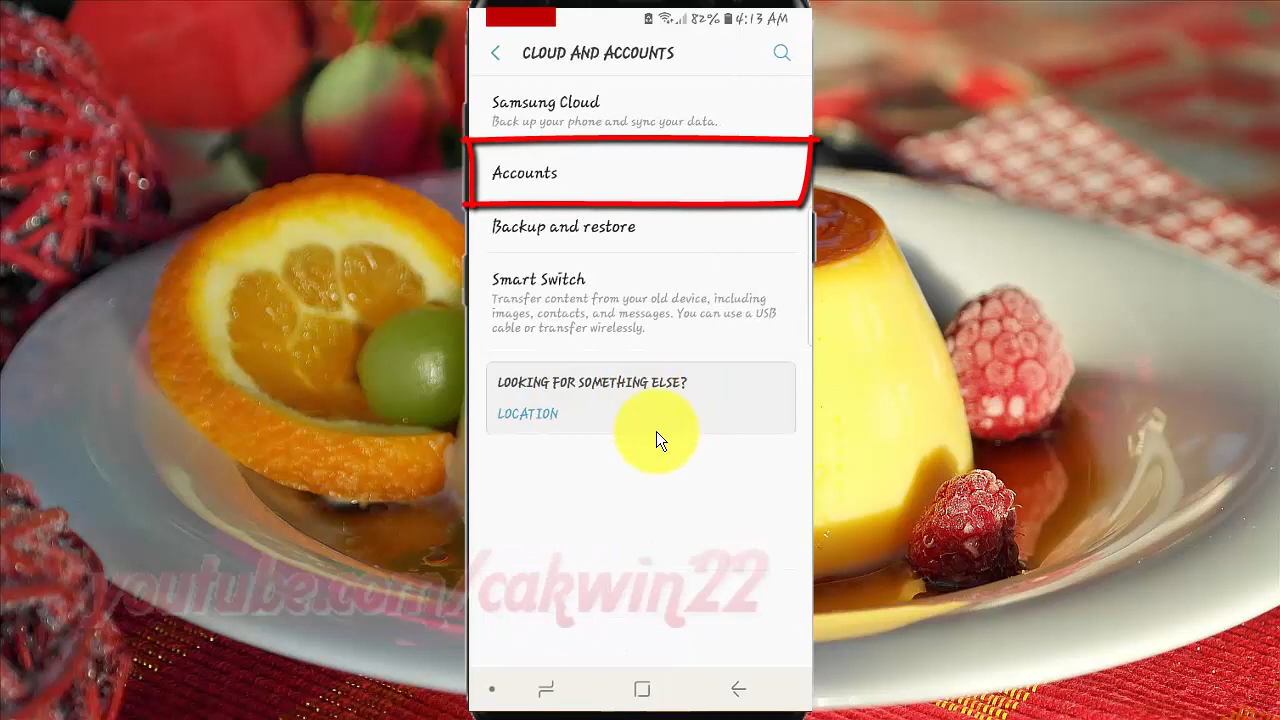 82% 4:13 AM
CLOUD AND ACCOUNTS
Samsung Cloud
Back up your phone and sync your data.
Accounts
Backup and restore
Smart Switch
Transfer content from your old device, including
images, contacts, and messages. You can use a USB
cable or transfer wirelessly.
LOOKING FOR SOMETHING ELSE?
LOCATION
youtube.com/cakwin22